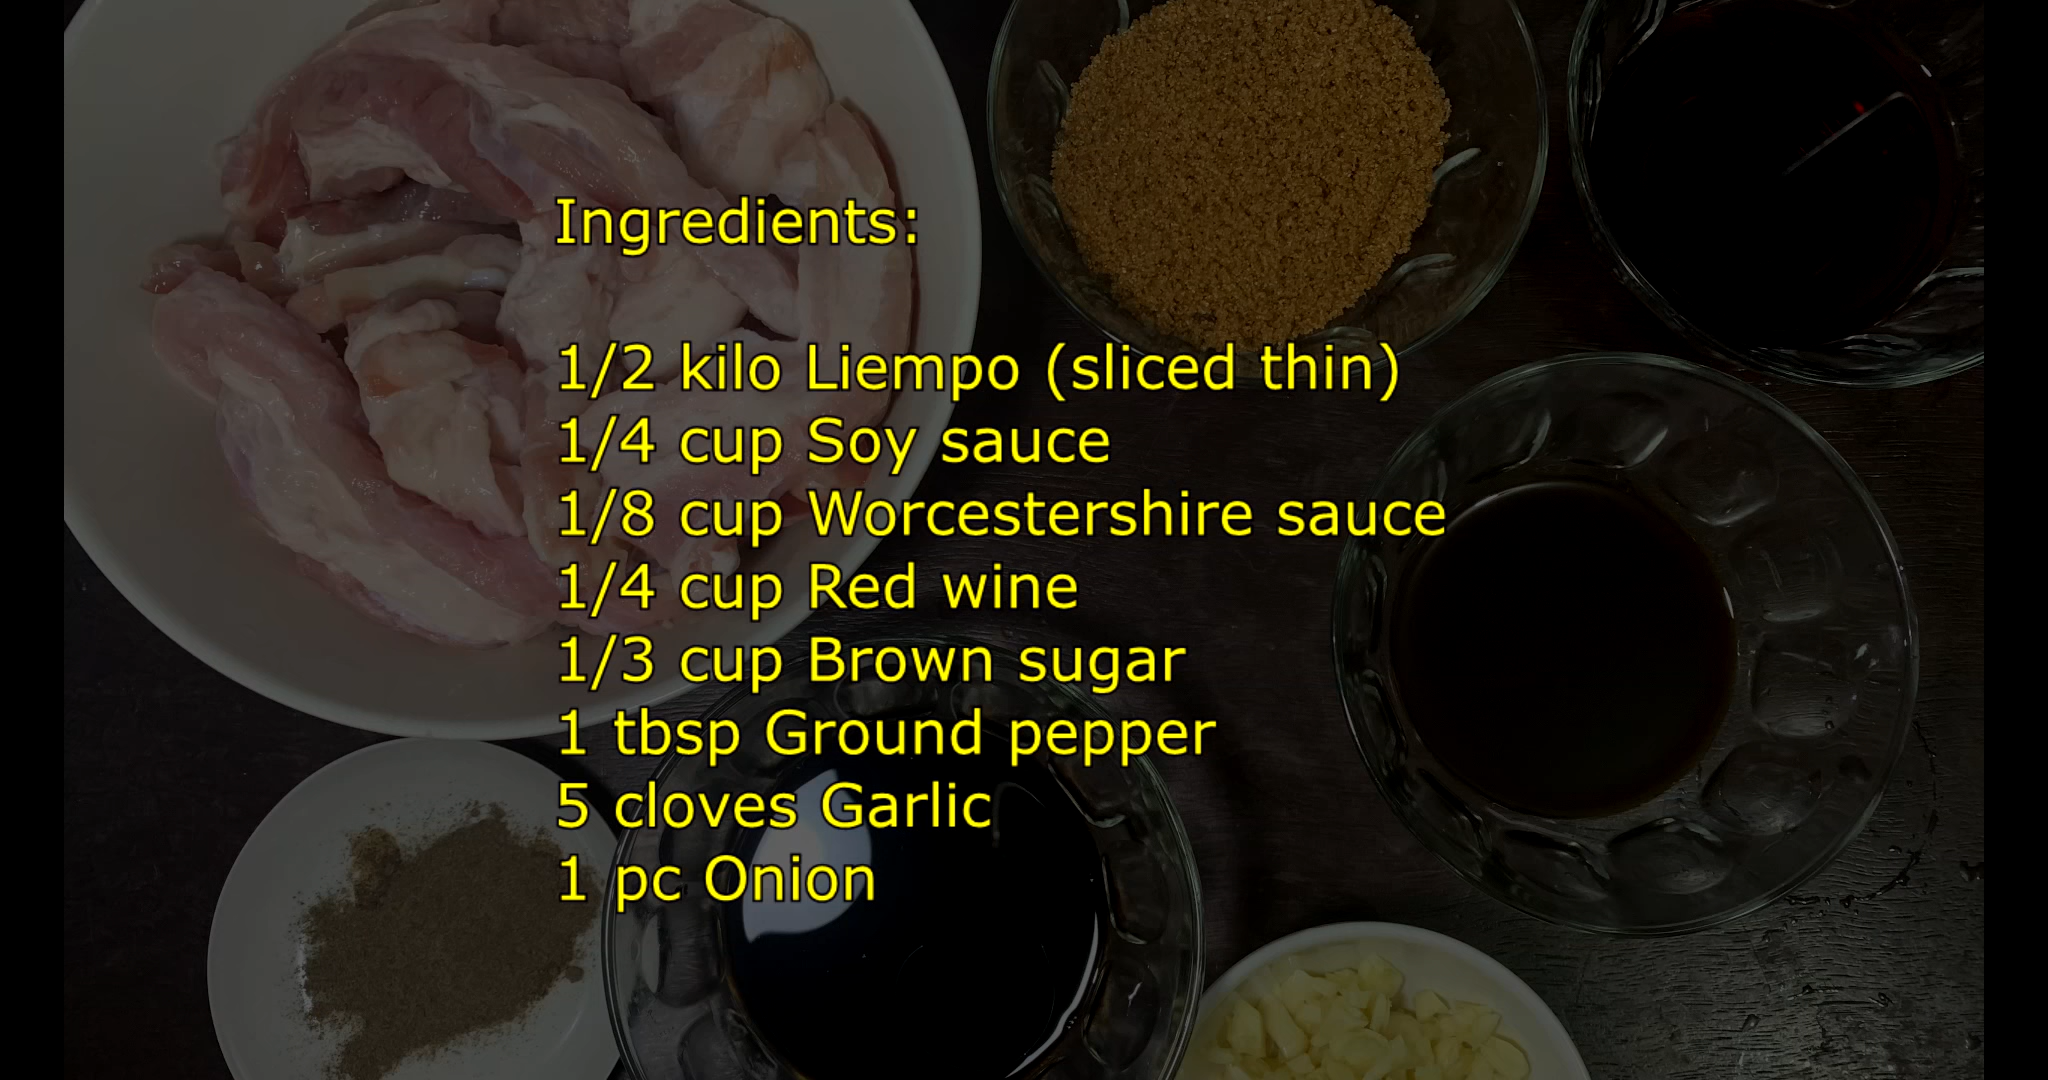 Ingredients:
1/2 kilo Liempo (sliced thin)
1/4 cup Soy sauce
1/8 cup Worcestershire sauce
1/4 cup Red wine
1/3 cup Brown sugar
1 tbsp Ground pepper
5 cloves Garlic
1 pc Onion